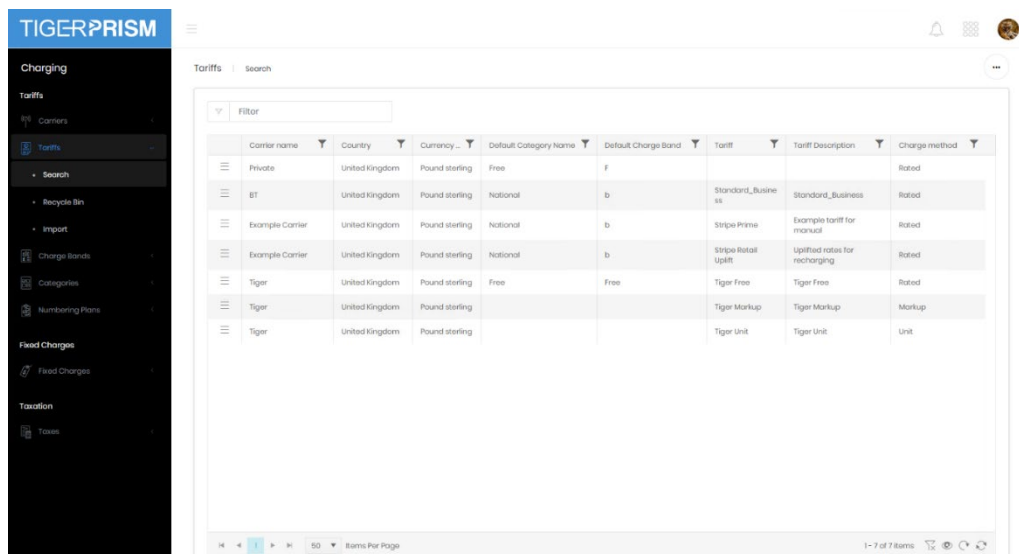 TIGERPRISM
Charging
Tariffs
Carriers
Tariffs
Search
Recycle Bin
Import
Charge Bands
Categories
Numbering Plans
Fixed Charges
Fixed Charges
Taxation
Taxes
Tariffs | Search
Filter
Carrier name Country Currency ... Default Category Name Default Charge Band Tariff Tariff Description Charge method
Private United Kingdom Pound sterling Free F Rated
BT United Kingdom Pound sterling National b Standard_Busine
ss Standard_Business Rated
Example Carrier United Kingdom Pound sterling National b Stripe Prime Example tariff for
manual Rated
Example Carrier United Kingdom Pound sterling National b Stripe Retail
Uplift Uplifted rates for
recharging Rated
Tiger United Kingdom Pound sterling Free Free Tiger Free Tiger Free Rated
Tiger United Kingdom Pound sterling Tiger Markup Tiger Markup Markup
Tiger United Kingdom Pound sterling Tiger Unit Tiger Unit Unit
1 50 Items Per Page 1 - 7 of 7 items